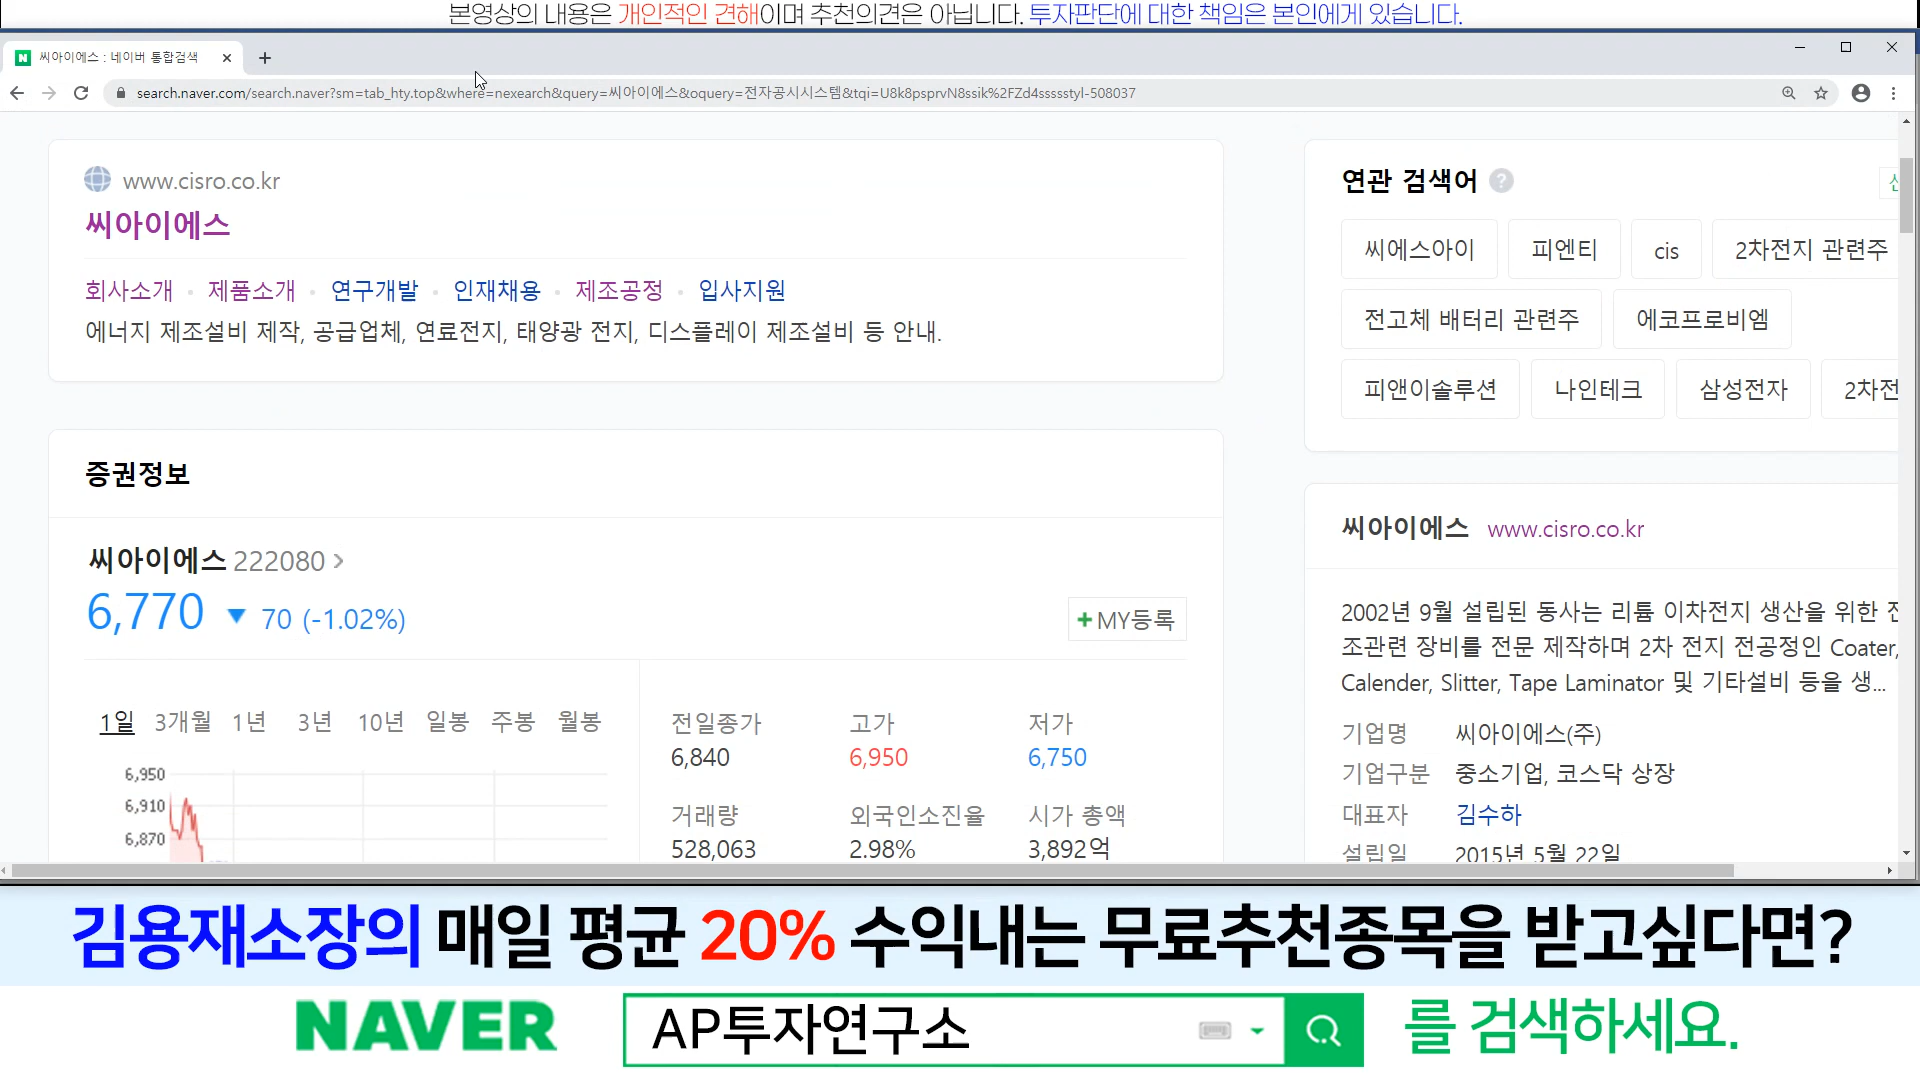 본영상의 내용은 개인적인 견해이며 추천의견은 아닙니다. 투자판단에 대한 책임은 본인에게 있습니다.
씨아이에스 : 네이버 통합검색
search.naver.com/search.naver?sm=tab_hty.top&where=nexearch&query=씨아이에스&oquery=전자공시시스템&tqi=U8k8psprvN8ssik%2FZd4ssssstyl-508037
www.cisro.co.kr
씨아이에스
회사소개 · 제품소개 · 연구개발 · 인재채용 · 제조공정 · 입사지원
에너지 제조설비 제작, 공급업체, 연료전지, 태양광 전지, 디스플레이 제조설비 등 안내.
증권정보
씨아이에스 222080 >
6,770 ▼ 70 (-1.02%)
+MY등록
1일 3개월 1년 3년 10년 일봉 주봉 월봉
6,950
6,910
6,870
전일종가 고가 저가
6,840 6,950 6,750
거래량 외국인소진율 시가 총액
528,063 2.98% 3,892억
연관 검색어 ?
씨에스아이 피엔티 cis 2차전지 관련주
전고체 배터리 관련주 에코프로비엠
피앤이솔루션 나인테크 삼성전자 2차전
씨아이에스 www.cisro.co.kr
2002년 9월 설립된 동사는 리튬 이차전지 생산을 위한 전
조관련 장비를 전문 제작하며 2차 전지 전공정인 Coater,
Calender, Slitter, Tape Laminator 및 기타설비 등을 생...
기업명 씨아이에스(주)
기업구분 중소기업, 코스닥 상장
대표자 김수하
설립일 2015년 5월 22일
김용재소장의 매일 평균 20% 수익내는 무료추천종목을 받고싶다면?
NAVER AP투자연구소 를 검색하세요.